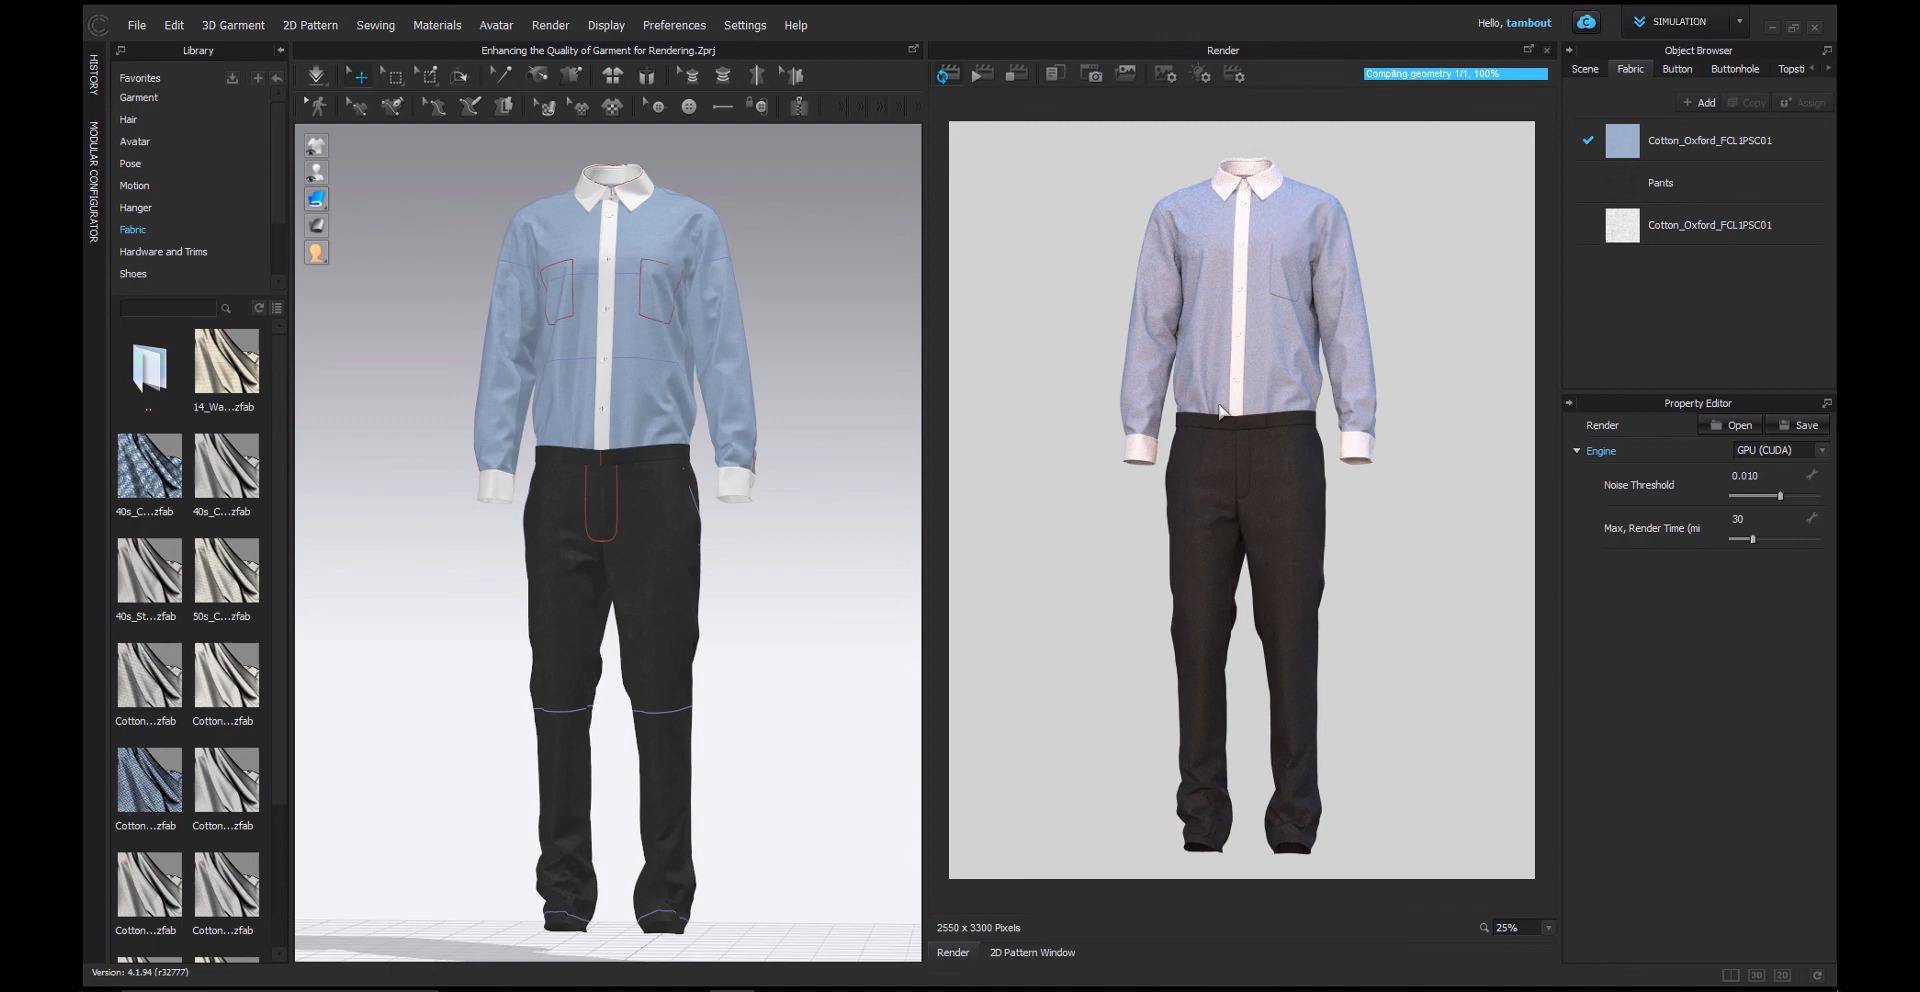 File Edit 3D Garment 2D Pattern Sewing Materials Avatar Render Display Preferences Settings Help
Hello, tambout
SIMULATION
HISTORY
MODULAR CONFIGURATOR
Library
Enhancing the Quality of Garment for Rendering.Zprj
Render
Object Browser
Favorites
Garment
Hair
Avatar
Pose
Motion
Hanger
Fabric
Hardware and Trims
Shoes
..
14_Wa...zfab
40s_C...zfab
40s_C...zfab
40s_St...zfab
50s_C...zfab
Cotton...zfab
Cotton...zfab
Cotton...zfab
Cotton...zfab
Cotton...zfab
Cotton...zfab
Version: 4.1.94 (r32777)
Compiling geometry 1/1, 100%
2550 x 3300 Pixels
25%
Render 2D Pattern Window
Scene Fabric Button Buttonhole Topsti
+ Add Copy Assign
Cotton_Oxford_FCL1PSC01
Pants
Cotton_Oxford_FCL1PSC01
Property Editor
Render Open Save
Engine GPU (CUDA)
Noise Threshold 0.010
Max, Render Time (mi 30
3D 2D